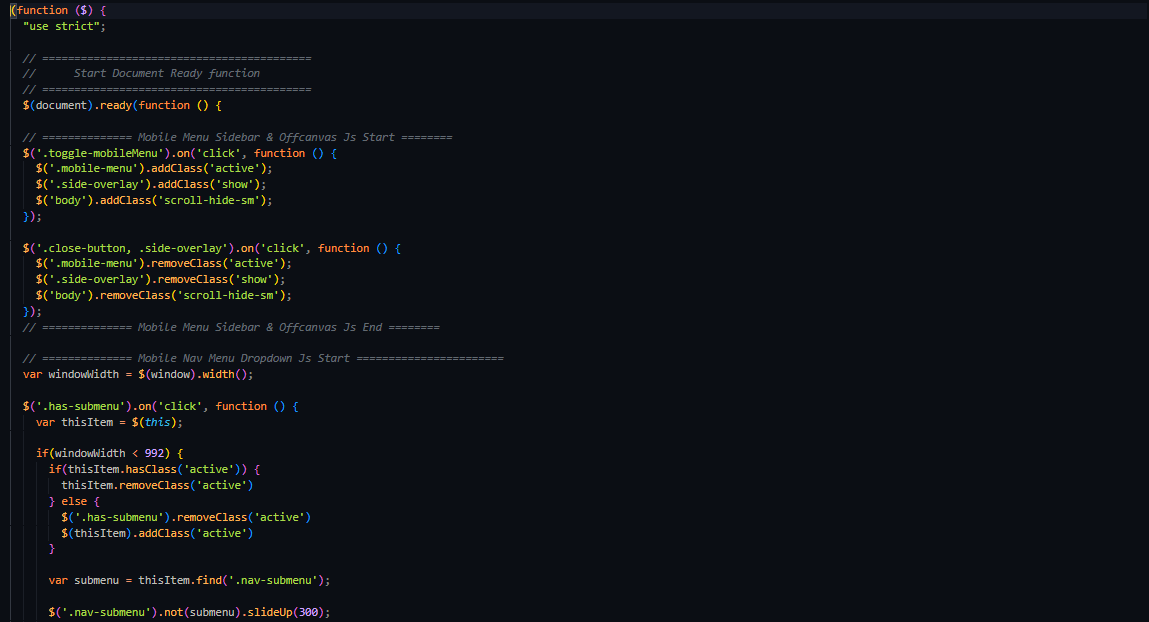 (function ($) {
"use strict";
// ==========================================
//      Start Document Ready function
// ==========================================
$(document).ready(function () {
// ============== Mobile Menu Sidebar & Offcanvas Js Start ========
$('.toggle-mobileMenu').on('click', function () {
$('.mobile-menu').addClass('active');
$('.side-overlay').addClass('show');
$('body').addClass('scroll-hide-sm');
});
$('.close-button, .side-overlay').on('click', function () {
$('.mobile-menu').removeClass('active');
$('.side-overlay').removeClass('show');
$('body').removeClass('scroll-hide-sm');
});
// ============== Mobile Menu Sidebar & Offcanvas Js End ========
// ============== Mobile Nav Menu Dropdown Js Start =======================
var windowWidth = $(window).width();
$('.has-submenu').on('click', function () {
var thisItem = $(this);
if(windowWidth < 992) {
if(thisItem.hasClass('active')) {
thisItem.removeClass('active')
} else {
$('.has-submenu').removeClass('active')
$(thisItem).addClass('active')
}
var submenu = thisItem.find('.nav-submenu');
$('.nav-submenu').not(submenu).slideUp(300);